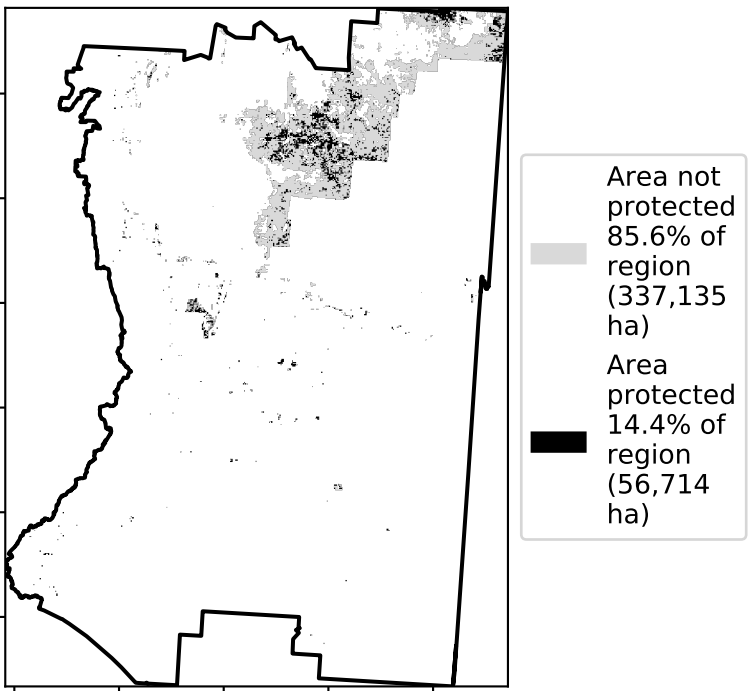 Area not
protected
85.6% of
region
(337,135
ha)
Area
protected
14.4% of
region
(56,714
ha)